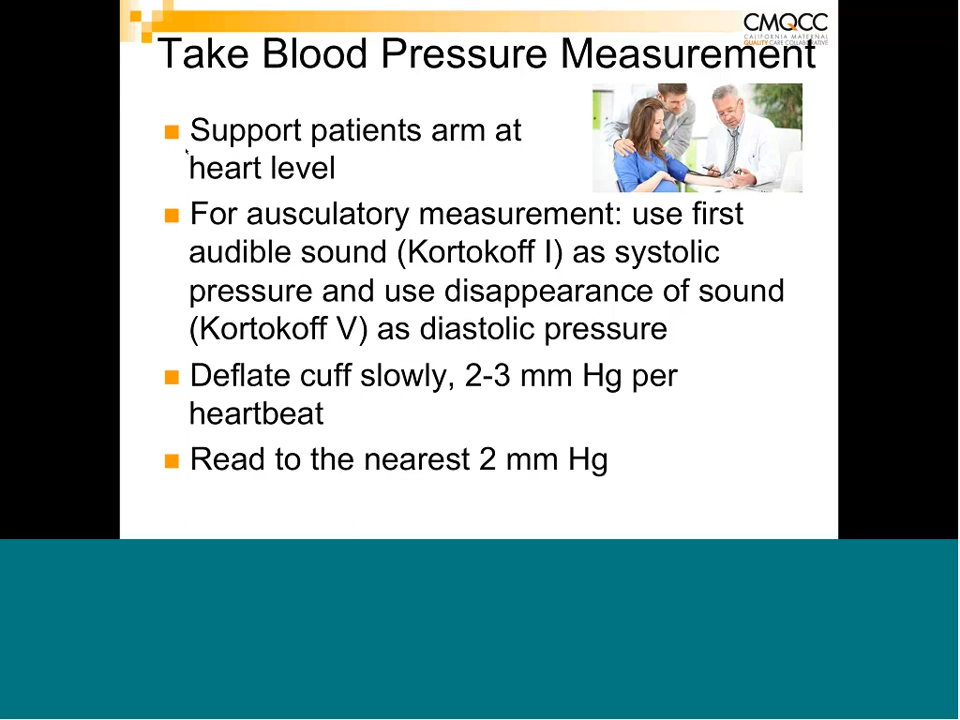 CMQCC
CALIFORNIA MATERNAL
QUALITY CARE COLLABORATIVE
Take Blood Pressure Measurement
Support patients arm at
heart level
For ausculatory measurement: use first
audible sound (Kortokoff I) as systolic
pressure and use disappearance of sound
(Kortokoff V) as diastolic pressure
Deflate cuff slowly, 2-3 mm Hg per
heartbeat
Read to the nearest 2 mm Hg